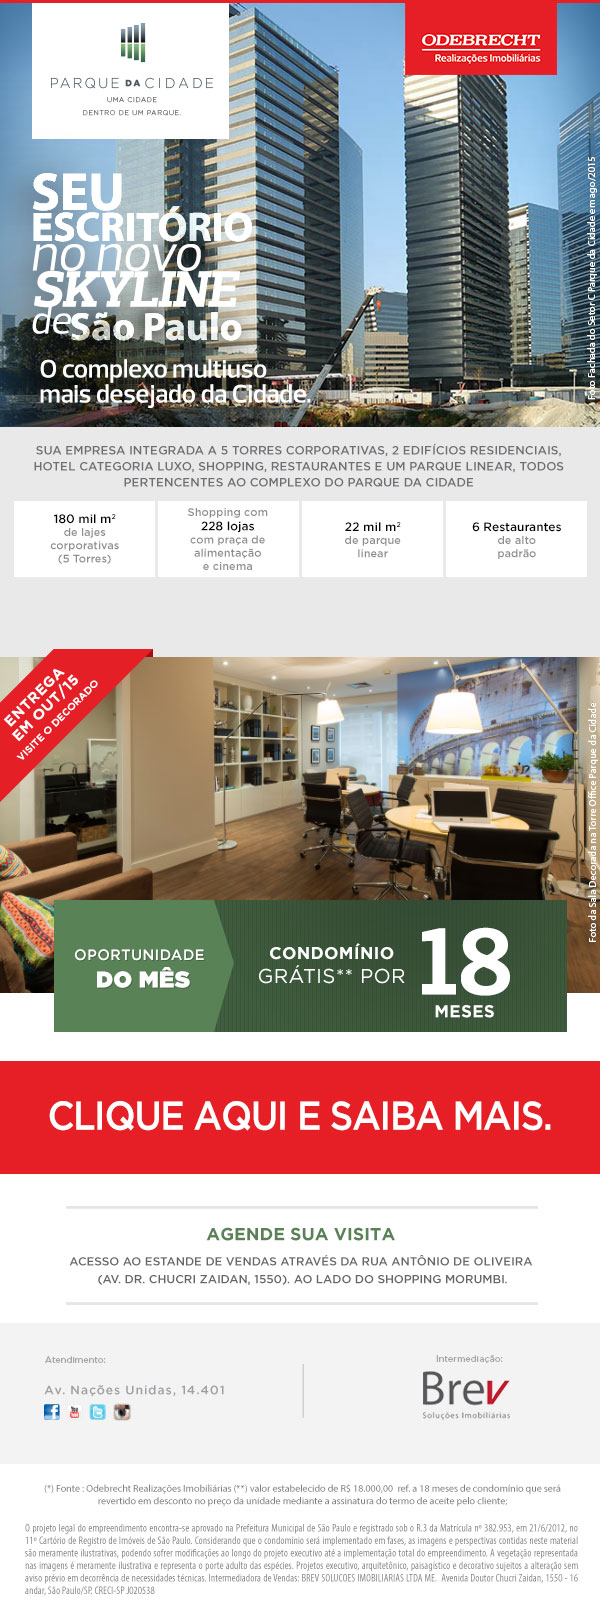 PARQUE DA CIDADE
UMA CIDADE
DENTRO DE UM PARQUE.
ODEBRECHT
Realizações Imobiliárias
SEU
ESCRITÓRIO
no novo
SKYLINE
de São Paulo
O complexo multiuso
mais desejado da Cidade.
Foto Fachada do Setor C Parque da Cidade em ago/2015
SUA EMPRESA INTEGRADA A 5 TORRES CORPORATIVAS, 2 EDIFÍCIOS RESIDENCIAIS,
HOTEL CATEGORIA LUXO, SHOPPING, RESTAURANTES E UM PARQUE LINEAR, TODOS
PERTENCENTES AO COMPLEXO DO PARQUE DA CIDADE
180 mil m²
de lajes
corporativas
(5 Torres)
Shopping com
228 lojas
com praça de
alimentação
e cinema
22 mil m²
de parque
linear
6 Restaurantes
de alto
padrão
ENTREGA
EM OUT/15
VISITE O DECORADO
Foto da Sala Decorada na Torre Office Parque da Cidade
OPORTUNIDADE
DO MÊS
CONDOMÍNIO
GRÁTIS** POR
18
MESES
CLIQUE AQUI E SAIBA MAIS.
AGENDE SUA VISITA
ACESSO AO ESTANDE DE VENDAS ATRAVÉS DA RUA ANTÔNIO DE OLIVEIRA
(AV. DR. CHUCRI ZAIDAN, 1550). AO LADO DO SHOPPING MORUMBI.
Atendimento:
Av. Nações Unidas, 14.401
Intermediação:
Brev
Soluções Imobiliárias
(*) Fonte : Odebrecht Realizações Imobiliárias (**) valor estabelecido de R$ 18.000,00 ref. a 18 meses de condomínio que será
revertido em desconto no preço da unidade mediante a assinatura do termo de aceite pelo cliente;
O projeto legal do empreendimento encontra-se aprovado na Prefeitura Municipal de São Paulo e registrado sob o R.3 da Matrícula nº 382.953, em 21/6/2012, no
11º Cartório de Registro de Imóveis de São Paulo. Considerando que o condomínio será implementado em fases, as imagens e perspectivas contidas neste material
são meramente ilustrativas, podendo sofrer modificações ao longo do projeto executivo até a implementação total do empreendimento. A vegetação representada
nas imagens é meramente ilustrativa e representa o porte adulto das espécies. Projetos executivo, arquitetônico, paisagístico e decorativo sujeitos a alteração sem
aviso prévio em decorrência de necessidades técnicas. Intermediadora de Vendas: BREV SOLUCOES IMOBILIARIAS LTDA ME. Avenida Doutor Chucri Zaidan, 1550 - 16
andar, São Paulo/SP. CRECI-SP J020538